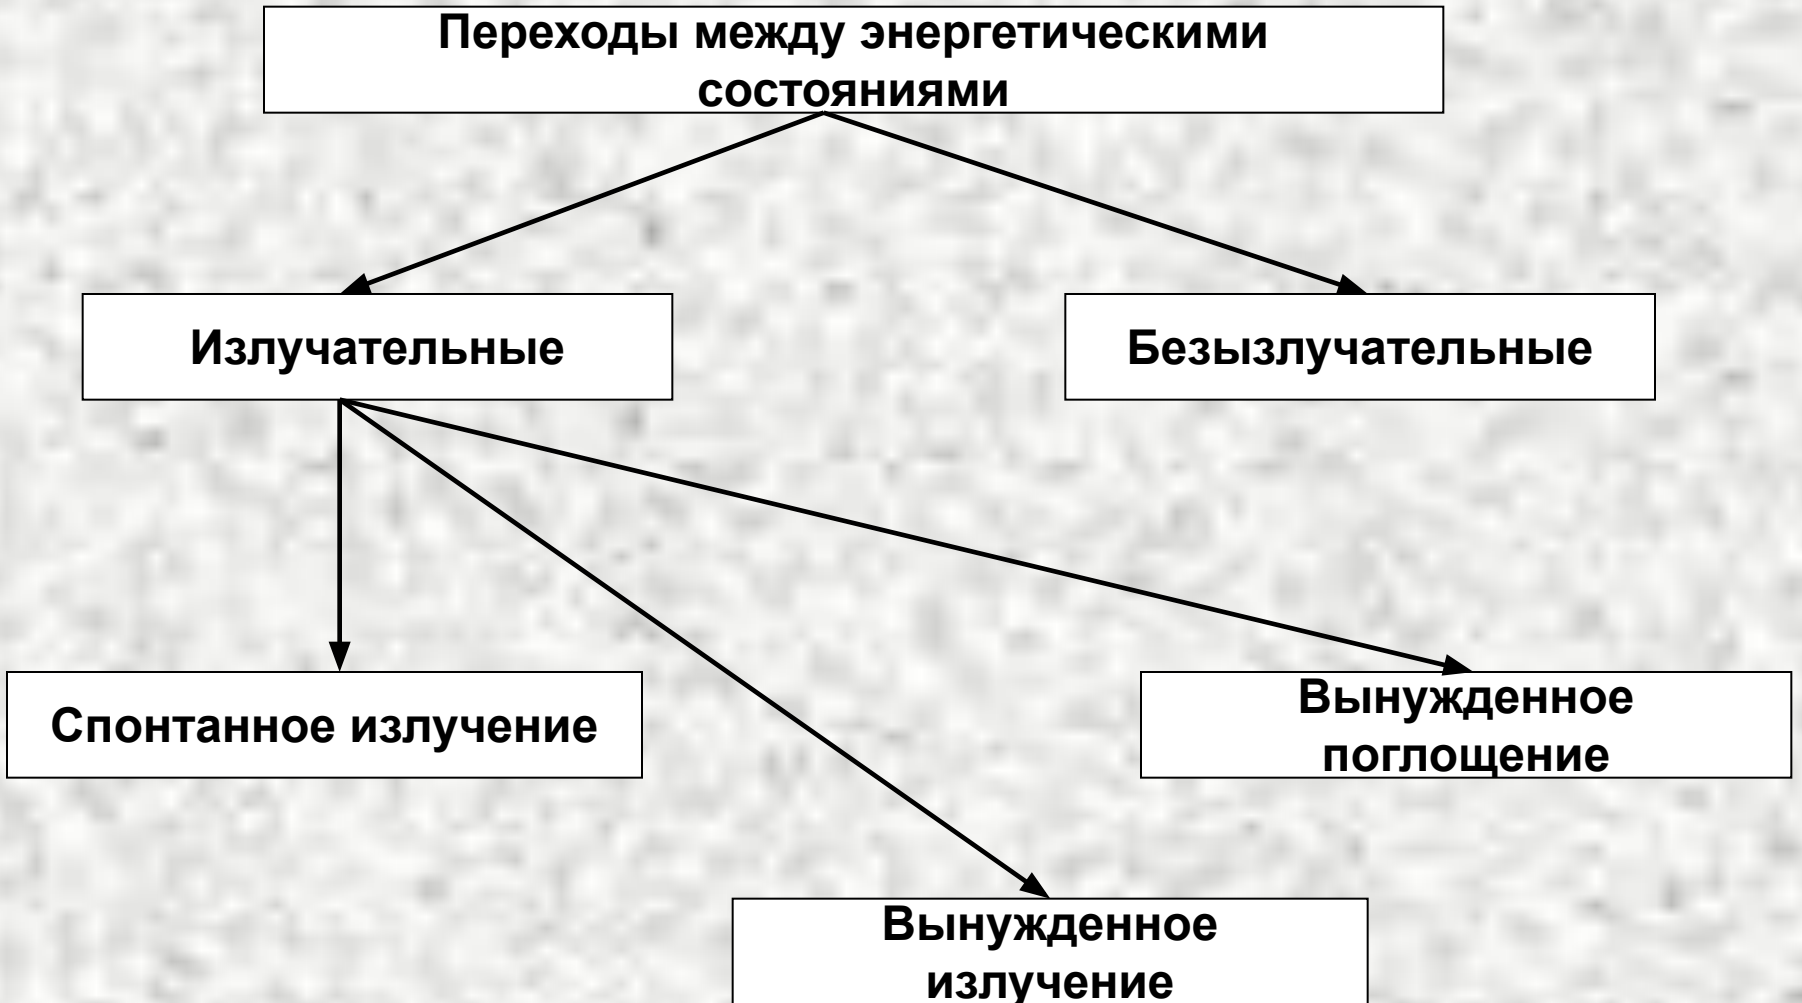 Переходы между энергетическими
состояниями
Излучательные
Безызлучательные
Спонтанное излучение
Вынужденное
поглощение
Вынужденное
излучение